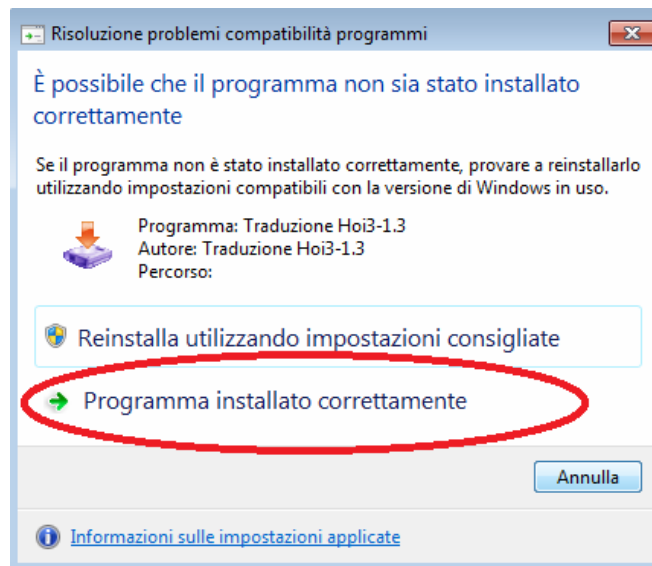 Risoluzione problemi compatibilità programmi
È possibile che il programma non sia stato installato
correttamente
Se il programma non è stato installato correttamente, provare a reinstallarlo
utilizzando impostazioni compatibili con la versione di Windows in uso.
Programma: Traduzione Hoi3-1.3
Autore: Traduzione Hoi3-1.3
Percorso:
Reinstalla utilizzando impostazioni consigliate
Programma installato correttamente
Annulla
Informazioni sulle impostazioni applicate